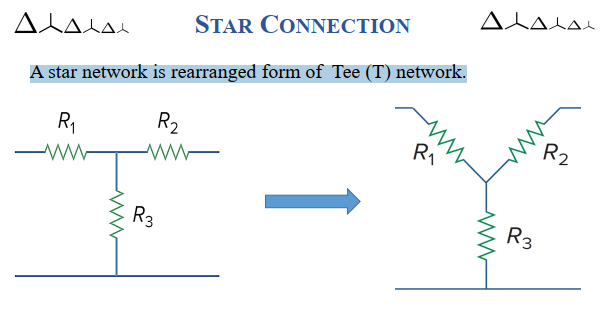 STAR CONNECTION
A star network is rearranged form of Tee (T) network.
R1 R2
R3
R1 R2
R3